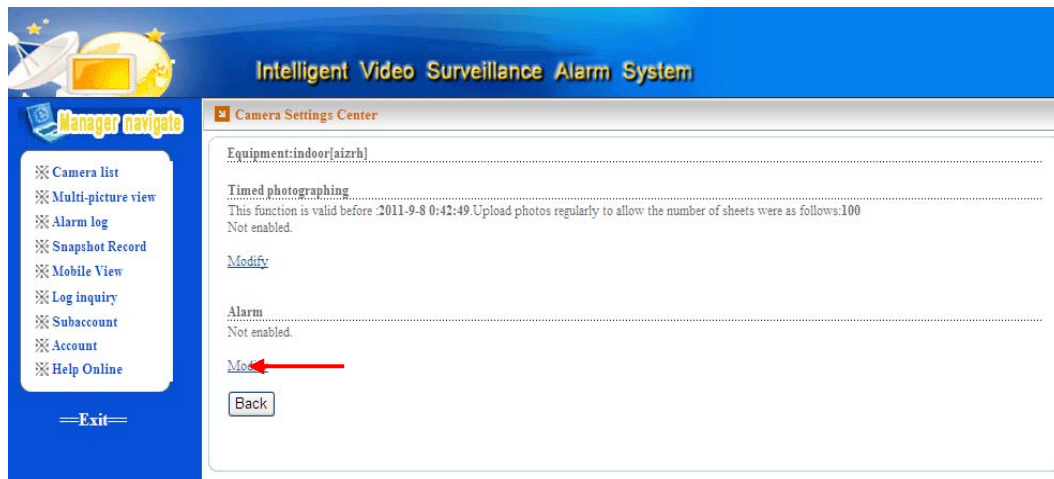 Intelligent Video Surveillance Alarm System
Manager navigate
Camera list
Multi-picture view
Alarm log
Snapshot Record
Mobile View
Log inquiry
Subaccount
Account
Help Online
==Exit==
Camera Settings Center
Equipment:indoor[aizrh]
Timed photographing
This function is valid before :2011-9-8 0:42:49.Upload photos regularly to allow the number of sheets were as follows:100
Not enabled.
Modify
Alarm
Not enabled.
Modify
Back